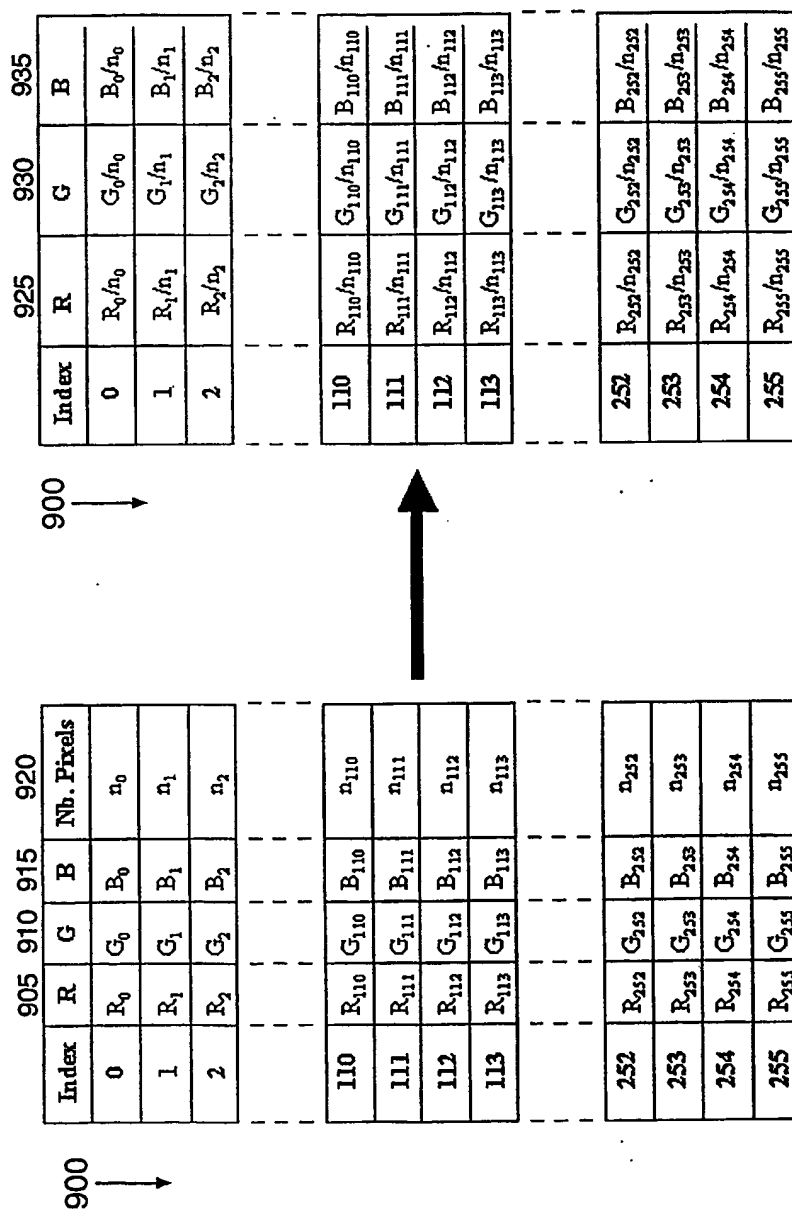 900
905 910 915 920
Index R G B Nb. Pixels
0 R₀ G₀ B₀ n₀
1 R₁ G₁ B₁ n₁
2 R₂ G₂ B₂ n₂
110 R₁₁₀ G₁₁₀ B₁₁₀ n₁₁₀
111 R₁₁₁ G₁₁₁ B₁₁₁ n₁₁₁
112 R₁₁₂ G₁₁₂ B₁₁₂ n₁₁₂
113 R₁₁₃ G₁₁₃ B₁₁₃ n₁₁₃
252 R₂₅₂ G₂₅₂ B₂₅₂ n₂₅₂
253 R₂₅₃ G₂₅₃ B₂₅₃ n₂₅₃
254 R₂₅₄ G₂₅₄ B₂₅₄ n₂₅₄
255 R₂₅₅ G₂₅₅ B₂₅₅ n₂₅₅
900
925 930 935
Index R G B
0 R₀/n₀ G₀/n₀ B₀/n₀
1 R₁/n₁ G₁/n₁ B₁/n₁
2 R₂/n₂ G₂/n₂ B₂/n₂
110 R₁₁₀/n₁₁₀ G₁₁₀/n₁₁₀ B₁₁₀/n₁₁₀
111 R₁₁₁/n₁₁₁ G₁₁₁/n₁₁₁ B₁₁₁/n₁₁₁
112 R₁₁₂/n₁₁₂ G₁₁₂/n₁₁₂ B₁₁₂/n₁₁₂
113 R₁₁₃/n₁₁₃ G₁₁₃/n₁₁₃ B₁₁₃/n₁₁₃
252 R₂₅₂/n₂₅₂ G₂₅₂/n₂₅₂ B₂₅₂/n₂₅₂
253 R₂₅₃/n₂₅₃ G₂₅₃/n₂₅₃ B₂₅₃/n₂₅₃
254 R₂₅₄/n₂₅₄ G₂₅₄/n₂₅₄ B₂₅₄/n₂₅₄
255 R₂₅₅/n₂₅₅ G₂₅₅/n₂₅₅ B₂₅₅/n₂₅₅